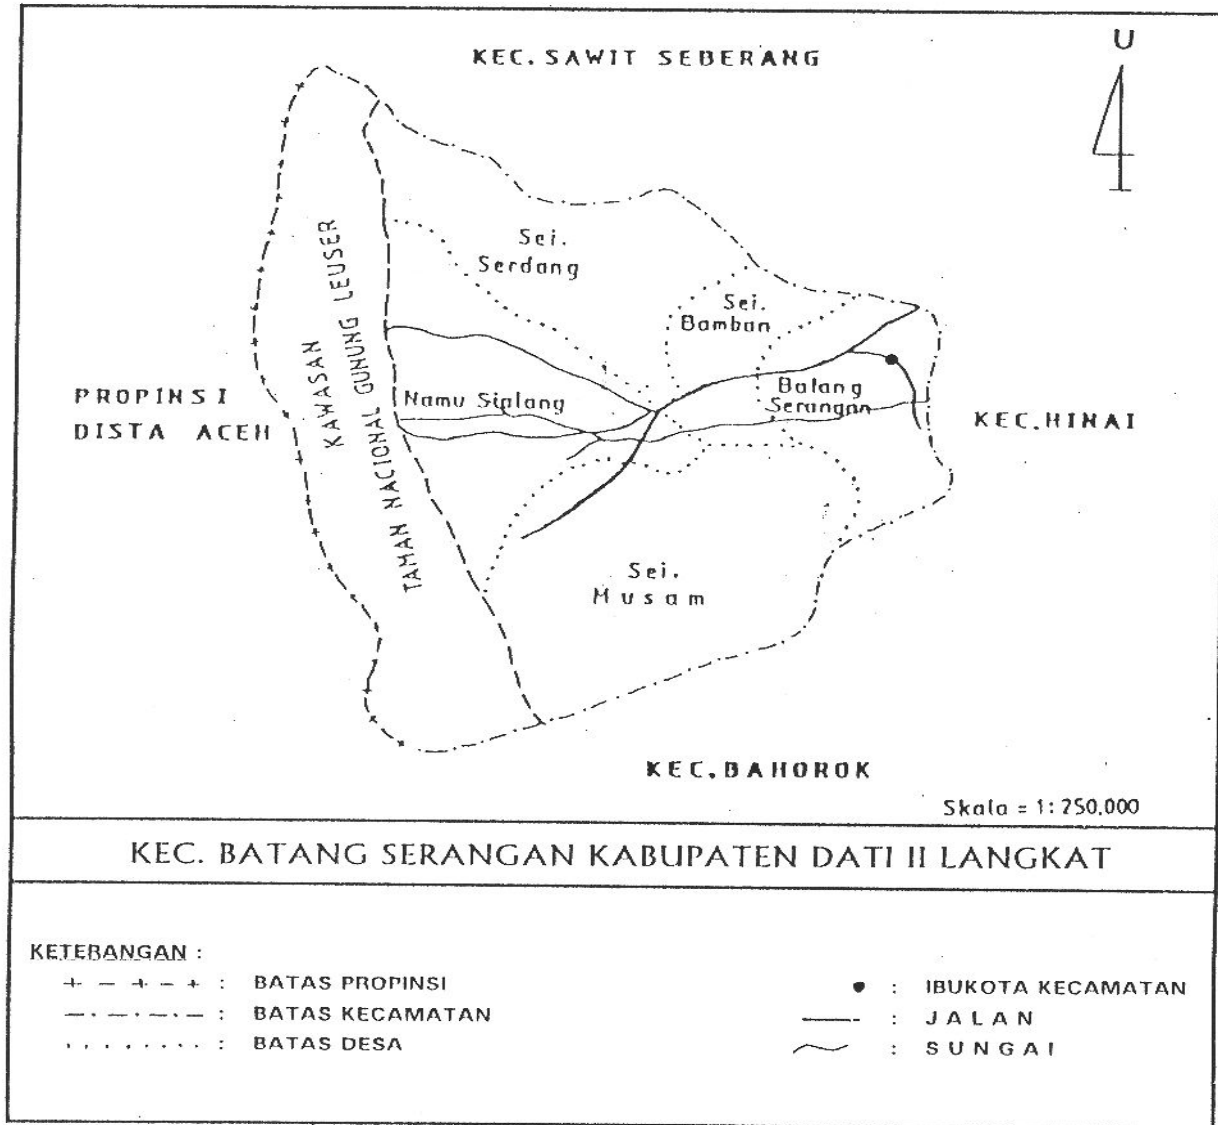 KEC. SAWIT SEBERANG
U
Sei.
Serdang
Sei.
Bamban
KAWASAN
TAMAN NACIONAL GUNUNG LEUSER
PROPINSI
DISTA ACEH
Namu Sialang
Batang
Serangan
KEC. HINAI
Sei.
Musam
KEC. BAHOROK
Skala = 1: 250.000
KEC. BATANG SERANGAN KABUPATEN DATI II LANGKAT
KETERANGAN :
: BATAS PROPINSI
: BATAS KECAMATAN
: BATAS DESA
: IBUKOTA KECAMATAN
: JALAN
: SUNGAI